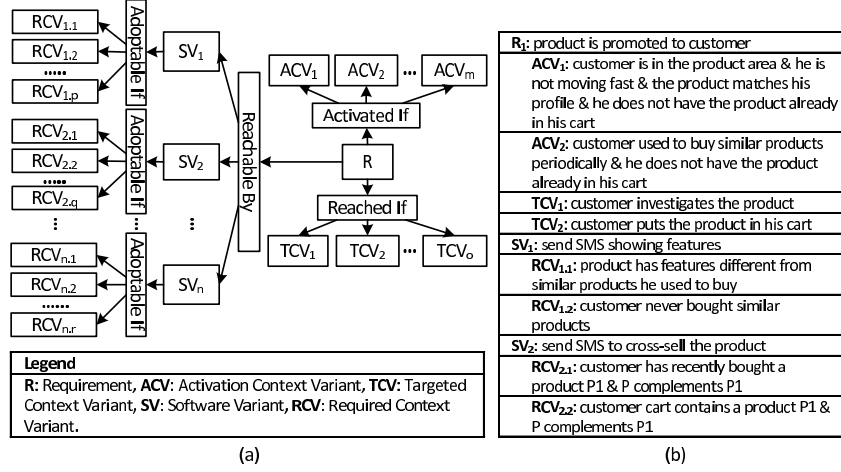 RCV1.1
RCV1.2
.....
RCV1.p
Adoptable If
SV1
RCV2.1
RCV2.2
.....
RCV2.q
Adoptable If
SV2
...
...
...
RCVn.1
RCVn.2
......
RCVn.r
Adoptable If
SVn
Reachable By
ACV1
ACV2
...
ACVm
Activated If
R
Reached If
TCV1
TCV2
...
TCVo
Legend
R: Requirement, ACV: Activation Context Variant, TCV: Targeted
Context Variant, SV: Software Variant, RCV: Required Context
Variant.
(a)
R1: product is promoted to customer
ACV1: customer is in the product area & he is
not moving fast & the product matches his
profile & he does not have the product already
in his cart
ACV2: customer used to buy similar products
periodically & he does not have the product
already in his cart
TCV1: customer investigates the product
TCV2: customer puts the product in his cart
SV1: send SMS showing features
RCV1.1: product has features different from
similar products he used to buy
RCV1.2: customer never bought similar
products
SV2: send SMS to cross-sell the product
RCV2.1: customer has recently bought a
product P1 & P complements P1
RCV2.2: customer cart contains a product P1 &
P complements P1
(b)